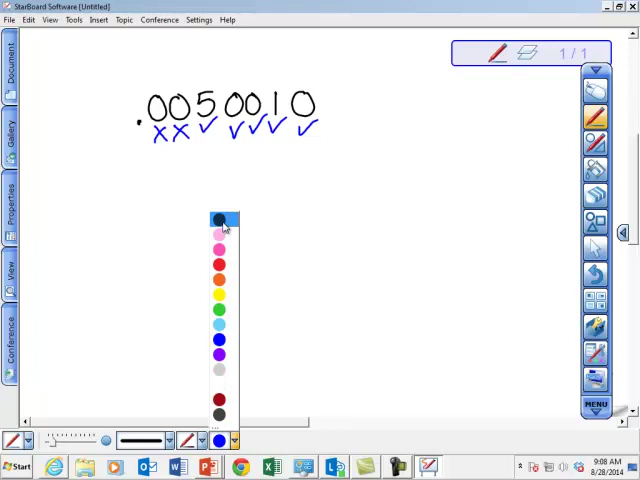 StarBoard Software [Untitled]
File Edit View Tools Insert Topic Conference Settings Help
1 / 1
.0050010
xx✓✓✓✓✓
Document
Gallery
Properties
View
Conference
MENU
...
Start
9:08 AM
8/28/2014